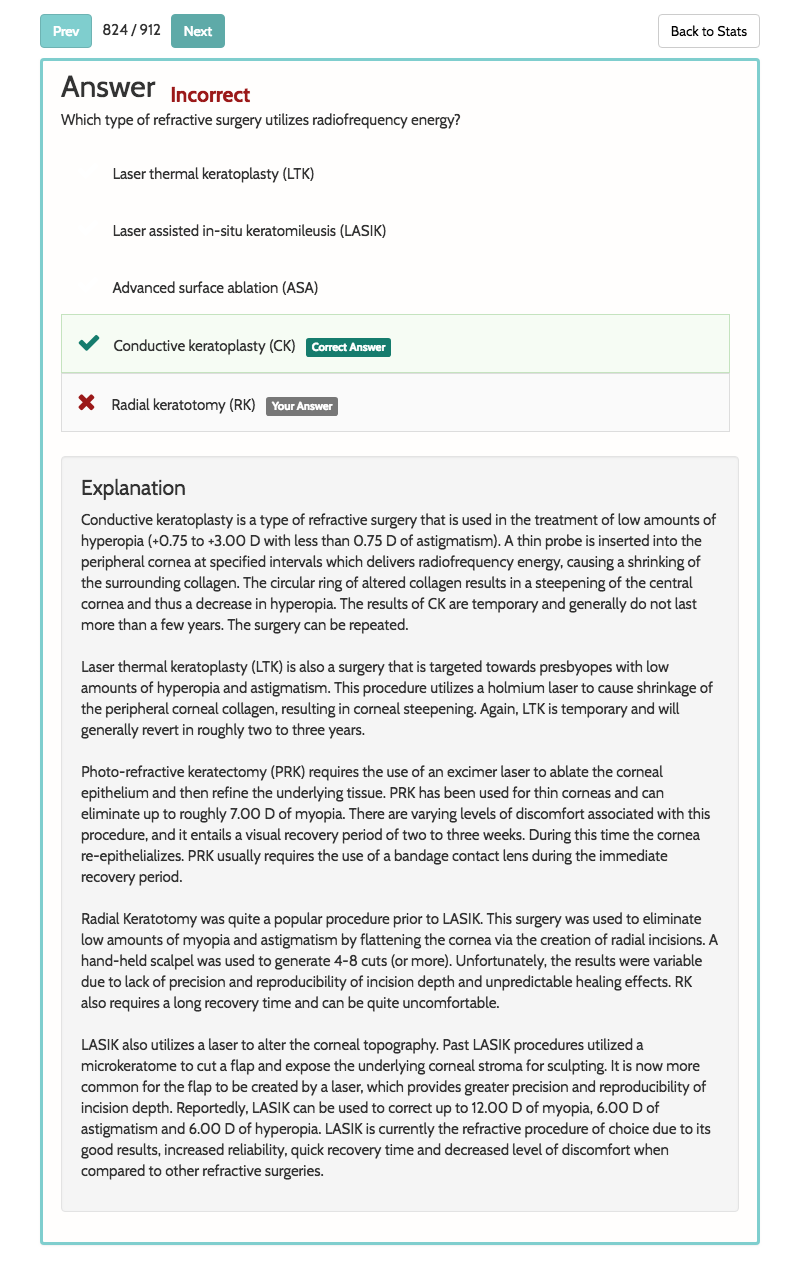 Prev 824 / 912 Next Back to Stats
Answer Incorrect
Which type of refractive surgery utilizes radiofrequency energy?
Laser thermal keratoplasty (LTK)
Laser assisted in-situ keratomileusis (LASIK)
Advanced surface ablation (ASA)
Conductive keratoplasty (CK) Correct Answer
Radial keratotomy (RK) Your Answer
Explanation
Conductive keratoplasty is a type of refractive surgery that is used in the treatment of low amounts of
hyperopia (+0.75 to +3.00 D with less than 0.75 D of astigmatism). A thin probe is inserted into the
peripheral cornea at specified intervals which delivers radiofrequency energy, causing a shrinking of
the surrounding collagen. The circular ring of altered collagen results in a steepening of the central
cornea and thus a decrease in hyperopia. The results of CK are temporary and generally do not last
more than a few years. The surgery can be repeated.
Laser thermal keratoplasty (LTK) is also a surgery that is targeted towards presbyopes with low
amounts of hyperopia and astigmatism. This procedure utilizes a holmium laser to cause shrinkage of
the peripheral corneal collagen, resulting in corneal steepening. Again, LTK is temporary and will
generally revert in roughly two to three years.
Photo-refractive keratectomy (PRK) requires the use of an excimer laser to ablate the corneal
epithelium and then refine the underlying tissue. PRK has been used for thin corneas and can
eliminate up to roughly 7.00 D of myopia. There are varying levels of discomfort associated with this
procedure, and it entails a visual recovery period of two to three weeks. During this time the cornea
re-epithelializes. PRK usually requires the use of a bandage contact lens during the immediate
recovery period.
Radial Keratotomy was quite a popular procedure prior to LASIK. This surgery was used to eliminate
low amounts of myopia and astigmatism by flattening the cornea via the creation of radial incisions. A
hand-held scalpel was used to generate 4-8 cuts (or more). Unfortunately, the results were variable
due to lack of precision and reproducibility of incision depth and unpredictable healing effects. RK
also requires a long recovery time and can be quite uncomfortable.
LASIK also utilizes a laser to alter the corneal topography. Past LASIK procedures utilized a
microkeratome to cut a flap and expose the underlying corneal stroma for sculpting. It is now more
common for the flap to be created by a laser, which provides greater precision and reproducibility of
incision depth. Reportedly, LASIK can be used to correct up to 12.00 D of myopia, 6.00 D of
astigmatism and 6.00 D of hyperopia. LASIK is currently the refractive procedure of choice due to its
good results, increased reliability, quick recovery time and decreased level of discomfort when
compared to other refractive surgeries.